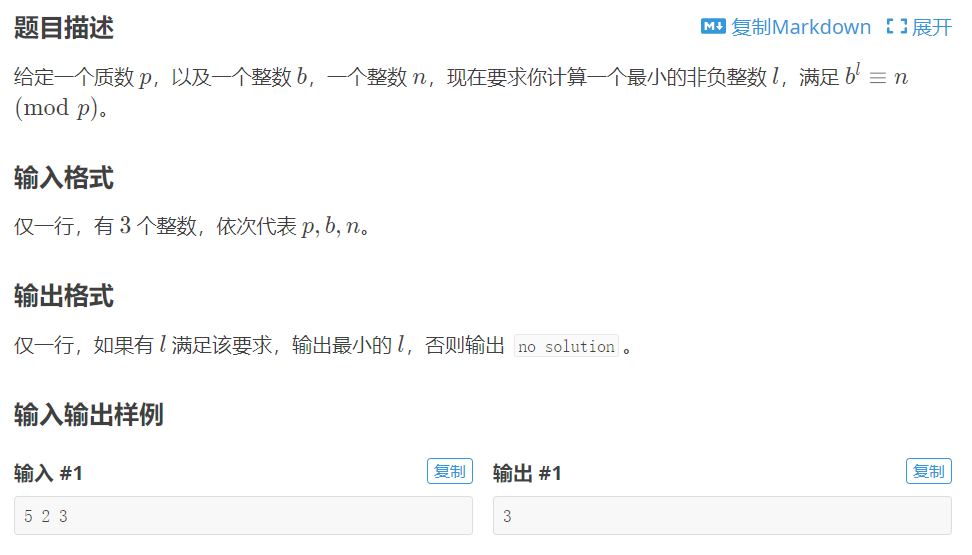 题目描述
复制Markdown 展开
给定一个质数 p，以及一个整数 b，一个整数 n，现在要求你计算一个最小的非负整数 l，满足 b^l ≡ n
(mod p)。
输入格式
仅一行，有 3 个整数，依次代表 p, b, n。
输出格式
仅一行，如果有 l 满足该要求，输出最小的 l，否则输出 no solution 。
输入输出样例
输入 #1 复制
5 2 3
输出 #1 复制
3